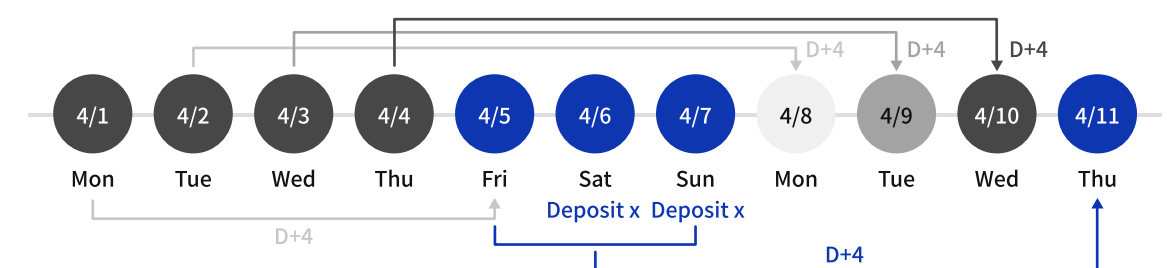 D+4 D+4 D+4
4/1 4/2 4/3 4/4 4/5 4/6 4/7 4/8 4/9 4/10 4/11
Mon Tue Wed Thu Fri Sat Sun Mon Tue Wed Thu
Deposit x Deposit x
D+4
D+4